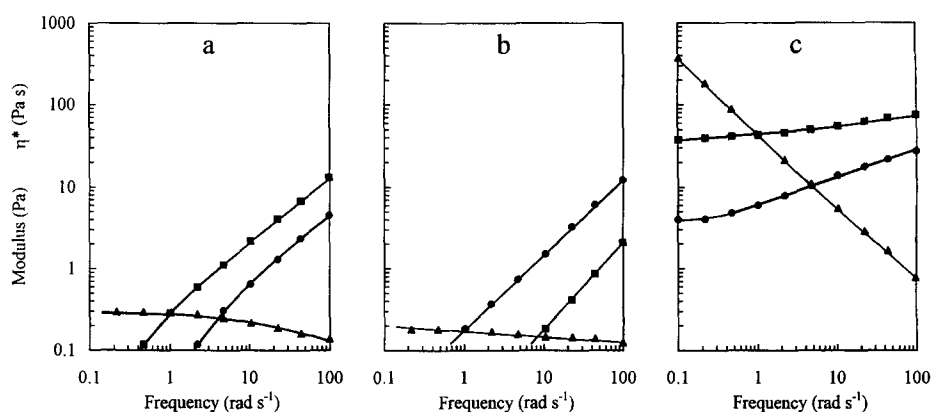 a
b
c
Modulus (Pa) η* (Pa s)
1000
100
10
1
0.1
0.1 1 10 100
0.1 1 10 100
0.1 1 10 100
Frequency (rad s⁻¹)
Frequency (rad s⁻¹)
Frequency (rad s⁻¹)